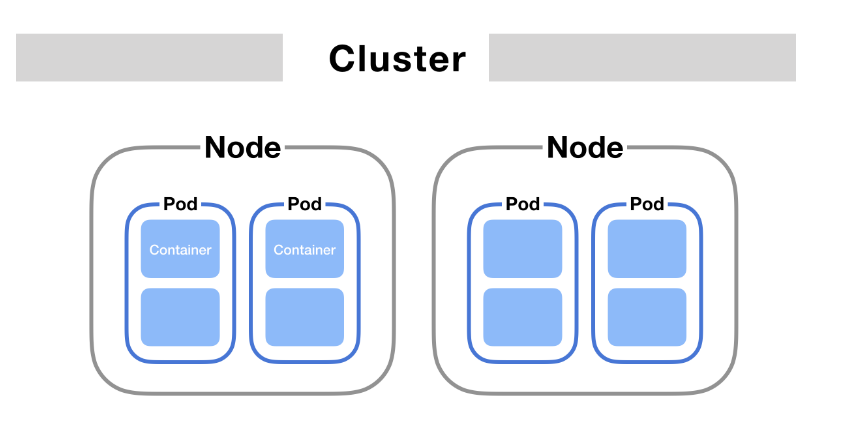 Cluster
Node Node
Pod Pod Pod Pod
Container Container